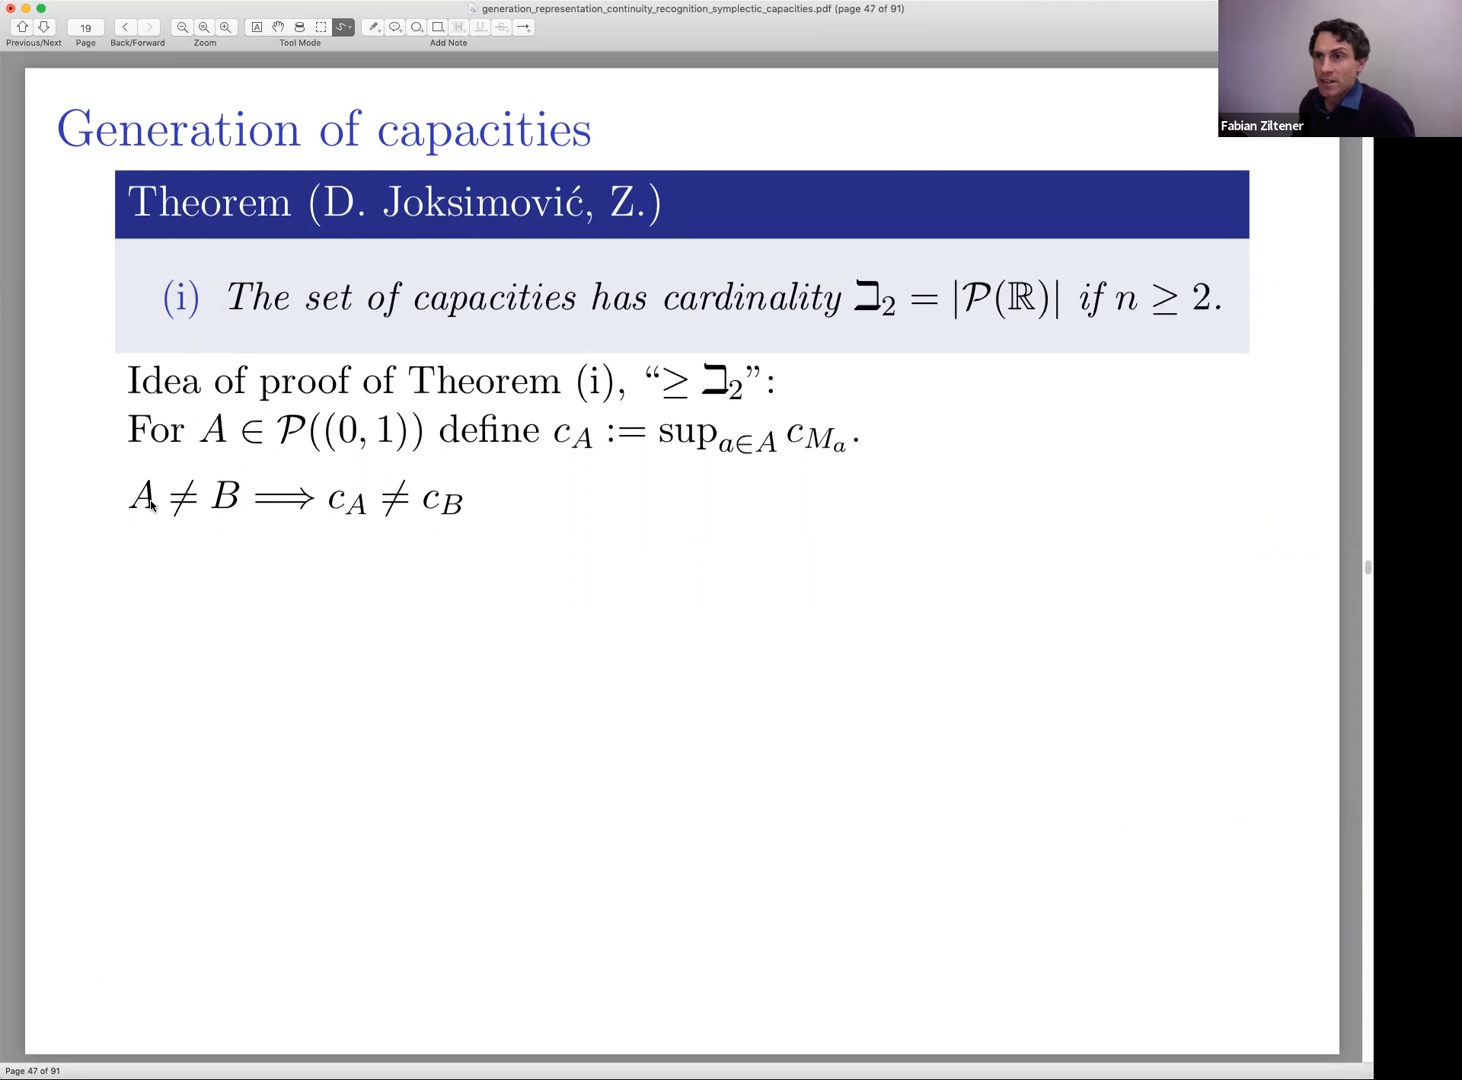 generation_representation_continuity_recognition_symplectic_capacities.pdf (page 47 of 91)
19
Previous/Next Page Back/Forward Zoom Tool Mode Add Note
Fabian Ziltener
Generation of capacities
Theorem (D. Joksimović, Z.)
(i) The set of capacities has cardinality ℶ₂ = |𝒫(ℝ)| if n ≥ 2.
Idea of proof of Theorem (i), “≥ ℶ₂”:
For A ∈ 𝒫((0, 1)) define c_A := sup_{a∈A} c_{M_a}.
A ≠ B ⟹ c_A ≠ c_B
Page 47 of 91